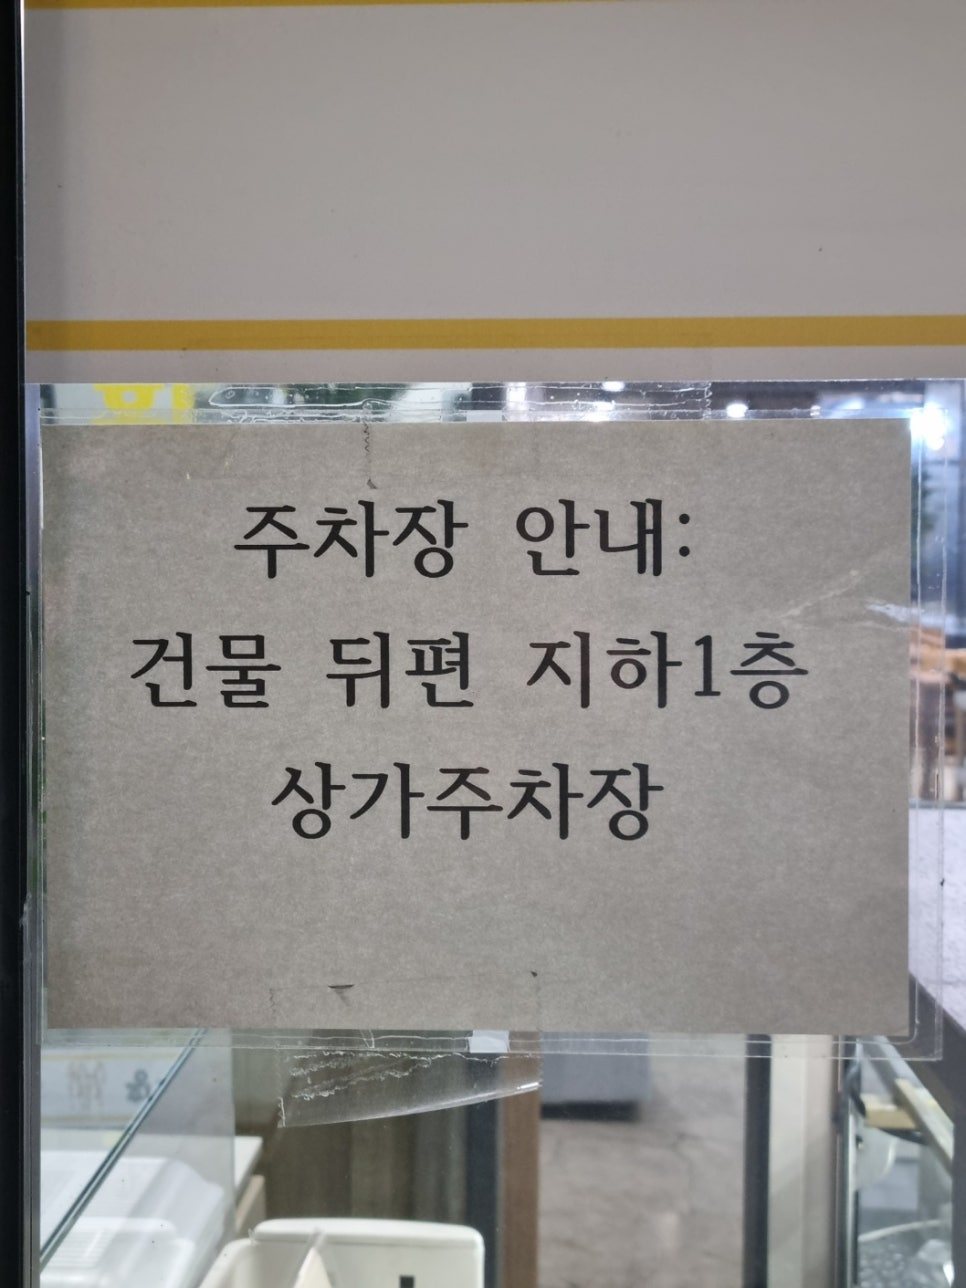 주차장 안내:
건물 뒤편 지하1층
상가주차장